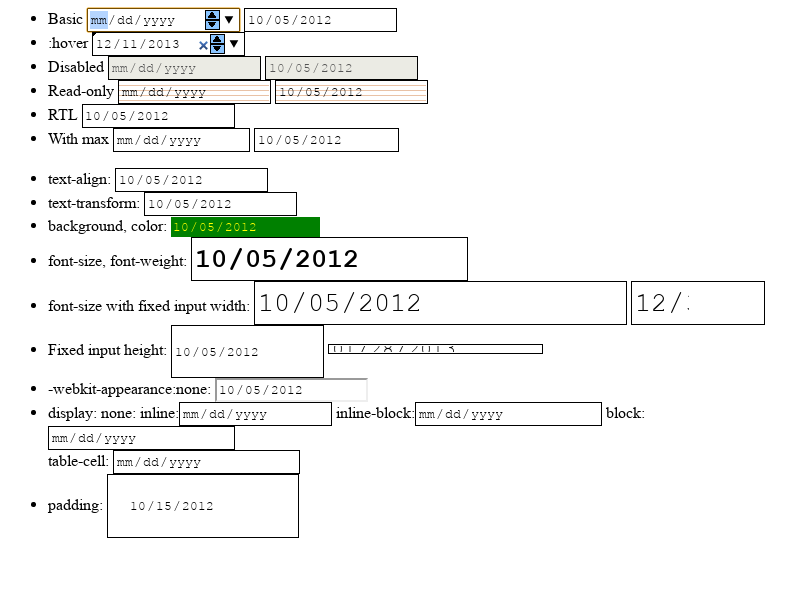 Basic mm/dd/yyyy 10/05/2012
:hover 12/11/2013
Disabled mm/dd/yyyy 10/05/2012
Read-only mm/dd/yyyy 10/05/2012
RTL 10/05/2012
With max mm/dd/yyyy 10/05/2012
text-align: 10/05/2012
text-transform: 10/05/2012
background, color: 10/05/2012
font-size, font-weight: 10/05/2012
font-size with fixed input width: 10/05/2012 12/
Fixed input height: 10/05/2012
-webkit-appearance:none: 10/05/2012
display: none: inline: mm/dd/yyyy inline-block: mm/dd/yyyy block:
mm/dd/yyyy
table-cell: mm/dd/yyyy
padding: 10/15/2012